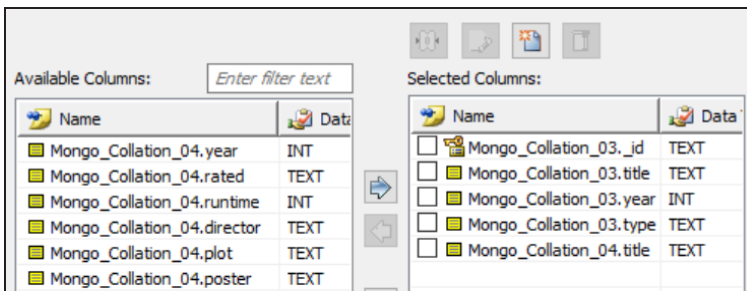 Available Columns:
Enter filter text
Name
Data
Mongo_Collation_04.year INT
Mongo_Collation_04.rated TEXT
Mongo_Collation_04.runtime INT
Mongo_Collation_04.director TEXT
Mongo_Collation_04.plot TEXT
Mongo_Collation_04.poster TEXT
Selected Columns:
Name
Data
Mongo_Collation_03._id TEXT
Mongo_Collation_03.title TEXT
Mongo_Collation_03.year INT
Mongo_Collation_03.type TEXT
Mongo_Collation_04.title TEXT